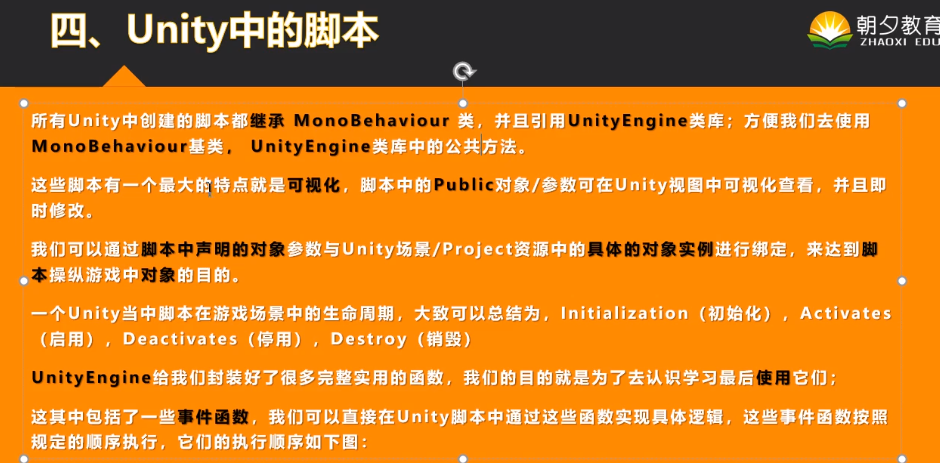 四、Unity中的脚本
朝夕教育
ZHAOXI EDU
所有Unity中创建的脚本都继承 MonoBehaviour 类，并且引用UnityEngine类库；方便我们去使用
MonoBehaviour基类， UnityEngine类库中的公共方法。
这些脚本有一个最大的特点就是可视化，脚本中的Public对象/参数可在Unity视图中可视化查看，并且即
时修改。
我们可以通过脚本中声明的对象参数与Unity场景/Project资源中的具体的对象实例进行绑定，来达到脚
本操纵游戏中对象的目的。
一个Unity当中脚本在游戏场景中的生命周期，大致可以总结为，Initialization（初始化），Activates
（启用），Deactivates（停用），Destroy（销毁）
UnityEngine给我们封装好了很多完整实用的函数，我们的目的就是为了去认识学习最后使用它们；
这其中包括了一些事件函数，我们可以直接在Unity脚本中通过这些函数实现具体逻辑，这些事件函数按照
规定的顺序执行，它们的执行顺序如下图：